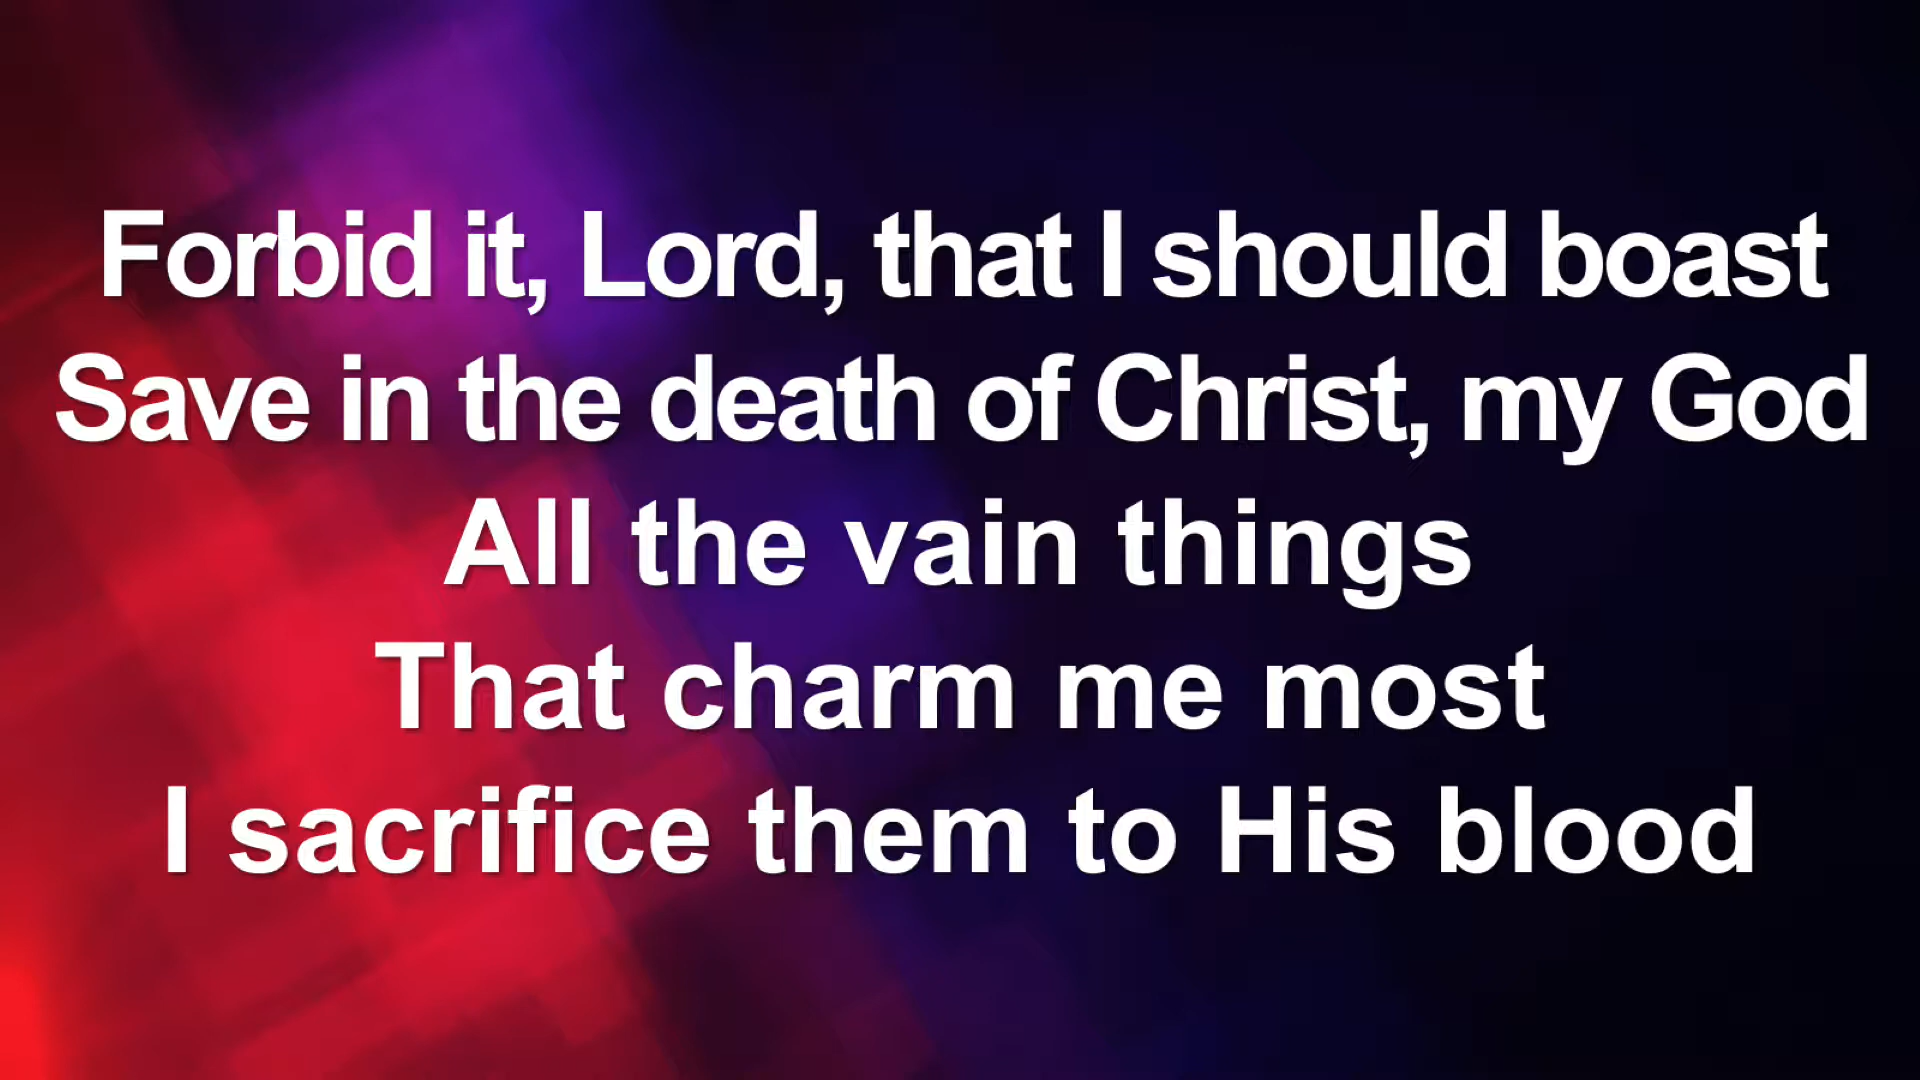 Forbid it, Lord, that I should boast
Save in the death of Christ, my God
All the vain things
That charm me most
I sacrifice them to His blood